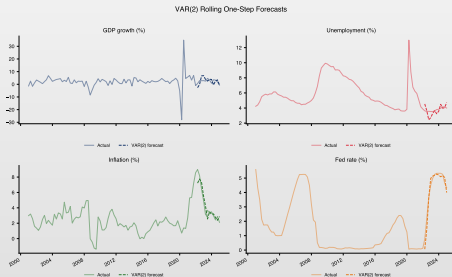 VAR(2) Rolling One-Step Forecasts
GDP growth (%)
30
20
10
0
−10
−20
−30
Actual VAR(2) forecast
Unemployment (%)
12
10
8
6
4
2
Actual VAR(2) forecast
Inflation (%)
8
6
4
2
0
2000 2004 2008 2012 2016 2020 2024
Actual VAR(2) forecast
Fed rate (%)
5
4
3
2
1
0
2000 2004 2008 2012 2016 2020 2024
Actual VAR(2) forecast